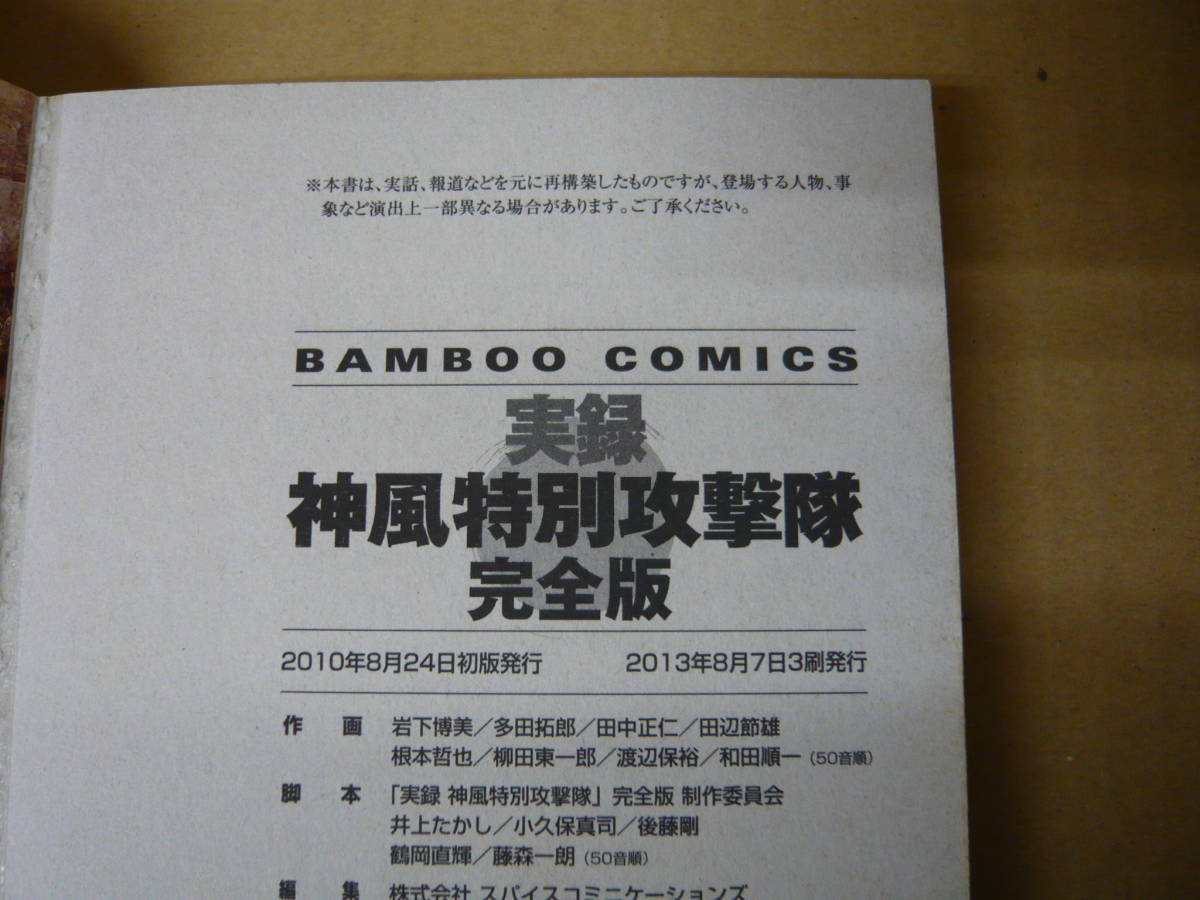 ※本書は、実話、報道などを元に再構築したものですが、登場する人物、事
象など演出上一部異なる場合があります。ご了承ください。
BAMBOO COMICS
実録
神風特別攻撃隊
完全版
2010年8月24日初版発行 2013年8月7日3刷発行
作 画 岩下博美／多田拓郎／田中正仁／田辺節雄
根本哲也／柳田東一郎／渡辺保裕／和田順一（50音順）
脚 本 「実録 神風特別攻撃隊」完全版 制作委員会
井上たかし／小久保真司／後藤剛
鶴岡直輝／藤森一朗（50音順）
編 集 株式会社 スパイスコミニケーションズ